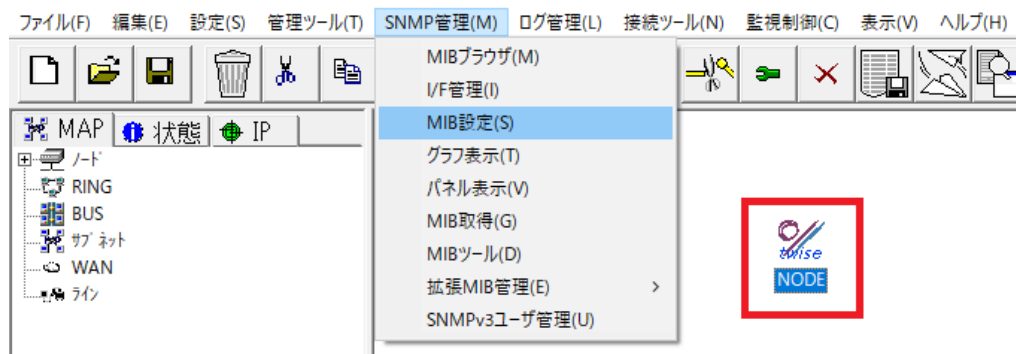 ファイル(F) 編集(E) 設定(S) 管理ツール(T) SNMP管理(M) ログ管理(L) 接続ツール(N) 監視制御(C) 表示(V) ヘルプ(H)
MIBブラウザ(M)
I/F管理(I)
MIB設定(S)
グラフ表示(T)
パネル表示(V)
MIB取得(G)
MIBツール(D)
拡張MIB管理(E)
SNMPv3ユーザ管理(U)
MAP 状態 IP
ﾉｰﾄﾞ
RING
BUS
ｻﾌﾞﾈｯﾄ
WAN
ﾗｲﾝ
twise
NODE